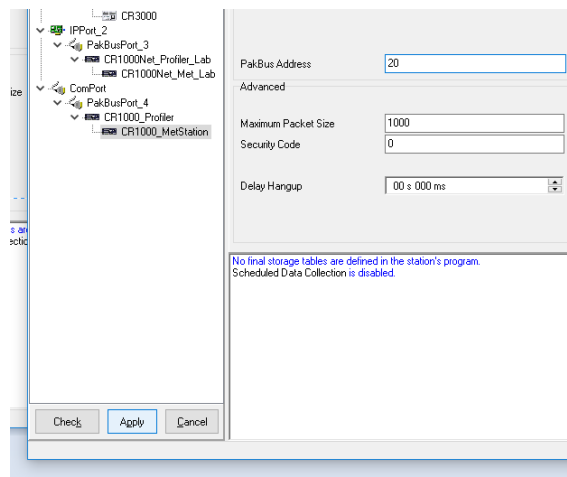 CR3000
IPPort_2
PakBusPort_3
CR1000Net_Profiler_Lab
CR1000Net_Met_Lab
ComPort
PakBusPort_4
CR1000_Profiler
CR1000_MetStation
Check
Apply
Cancel
PakBus Address
20
Advanced
Maximum Packet Size
1000
Security Code
0
Delay Hangup
00 s 000 ms
No final storage tables are defined in the station's program.
Scheduled Data Collection is disabled.